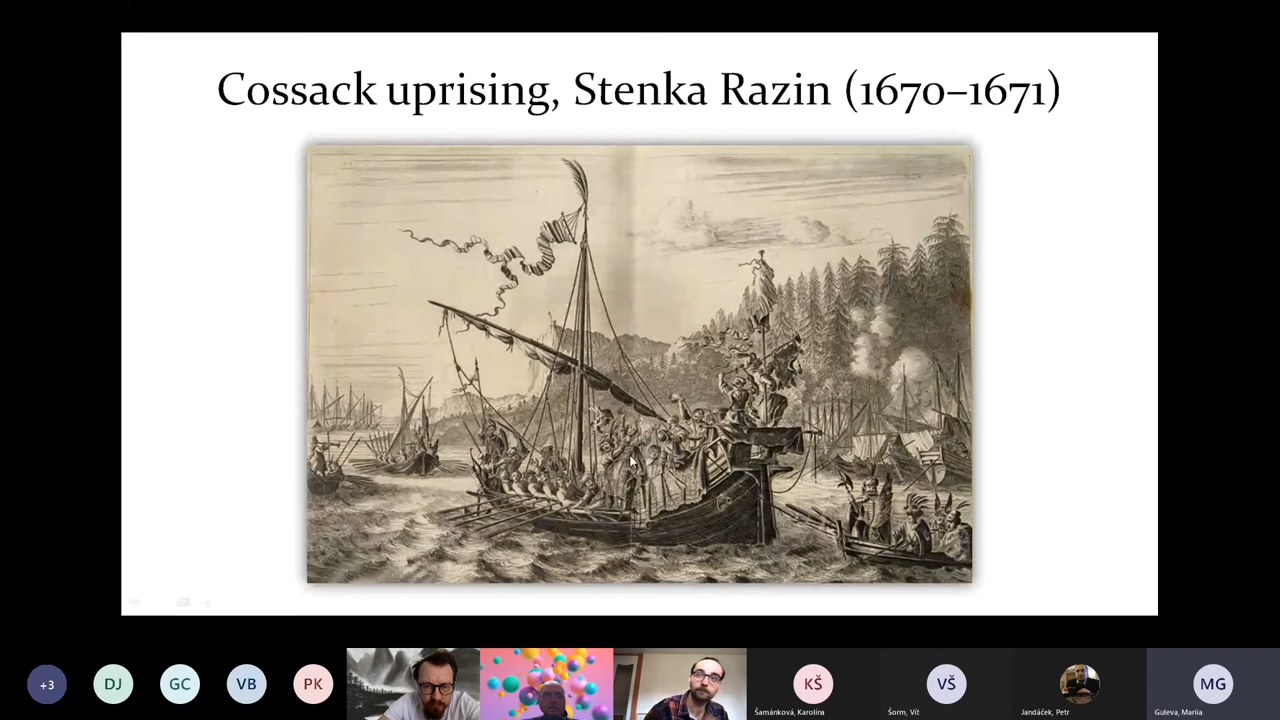 Cossack uprising, Stenka Razin (1670–1671)
+3
DJ
GC
VB
PK
KŠ
Šamánková, Karolína
VŠ
Šorm, Vít
Jandáček, Petr
MG
Guleva, Mariia